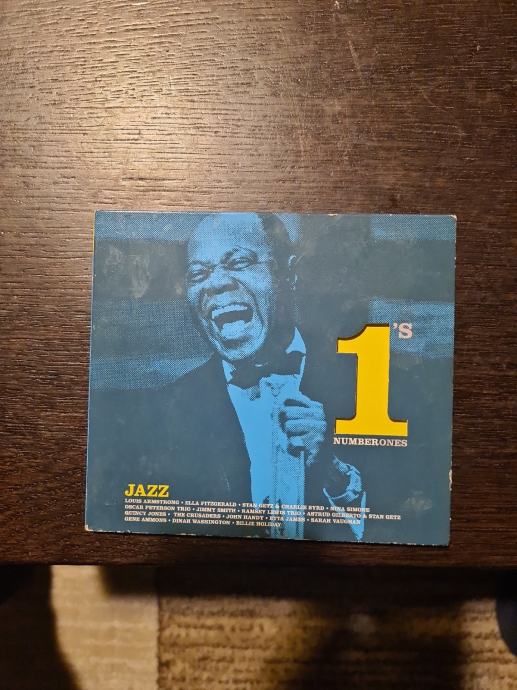 1'S
NUMBERONES
JAZZ
LOUIS ARMSTRONG • ELLA FITZGERALD • STAN GETZ & CHARLIE BYRD • NINA SIMONE
OSCAR PETERSON TRIO • JIMMY SMITH • RAMSEY LEWIS TRIO • ASTRUD GILBERTO & STAN GETZ
QUINCY JONES • THE CRUSADERS • JOHN HANDY • ETTA JAMES • SARAH VAUGHAN
GENE AMMONS • DINAH WASHINGTON • BILLIE HOLIDAY